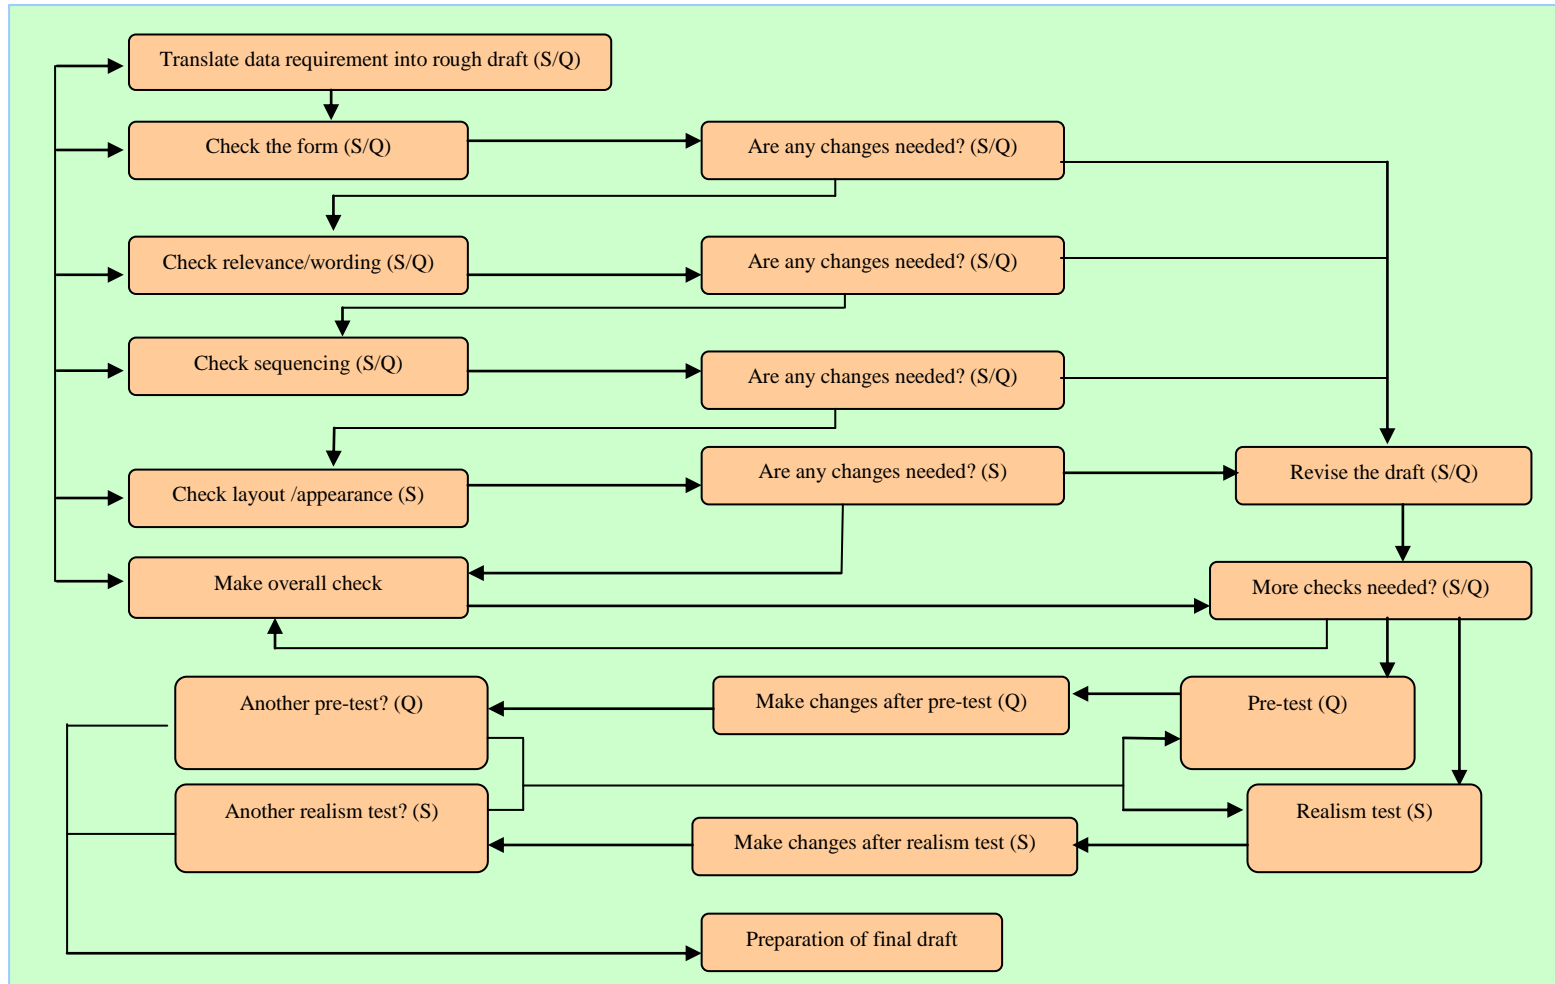 Translate data requirement into rough draft (S/Q)
Check the form (S/Q)
Are any changes needed? (S/Q)
Check relevance/wording (S/Q)
Are any changes needed? (S/Q)
Check sequencing (S/Q)
Are any changes needed? (S/Q)
Check layout /appearance (S)
Are any changes needed? (S)
Revise the draft (S/Q)
Make overall check
More checks needed? (S/Q)
Another pre-test? (Q)
Make changes after pre-test (Q)
Pre-test (Q)
Another realism test? (S)
Make changes after realism test (S)
Realism test (S)
Preparation of final draft